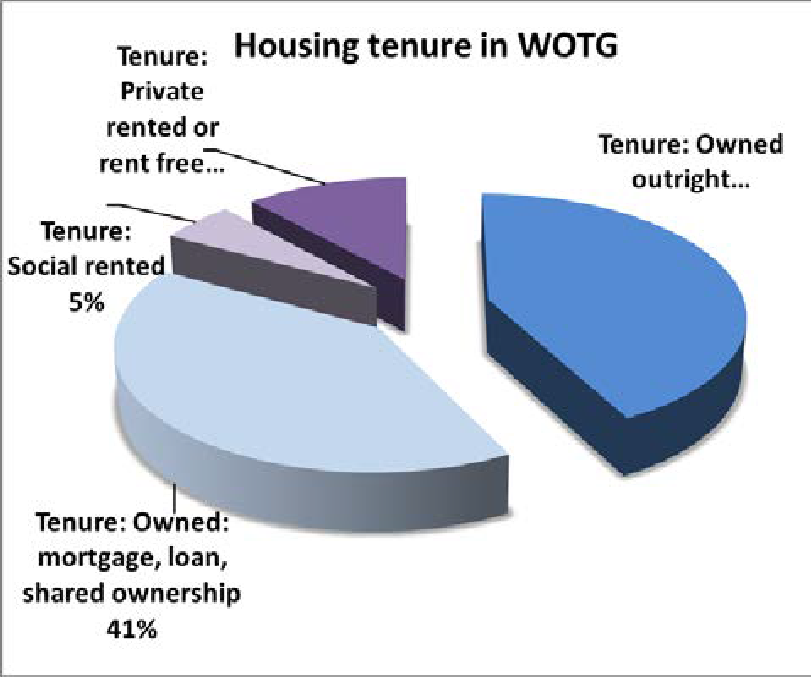 Housing tenure in WOTG
Tenure:
Private
rented or
rent free...
Tenure: Owned
outright...
Tenure:
Social rented
5%
Tenure: Owned:
mortgage, loan,
shared ownership
41%